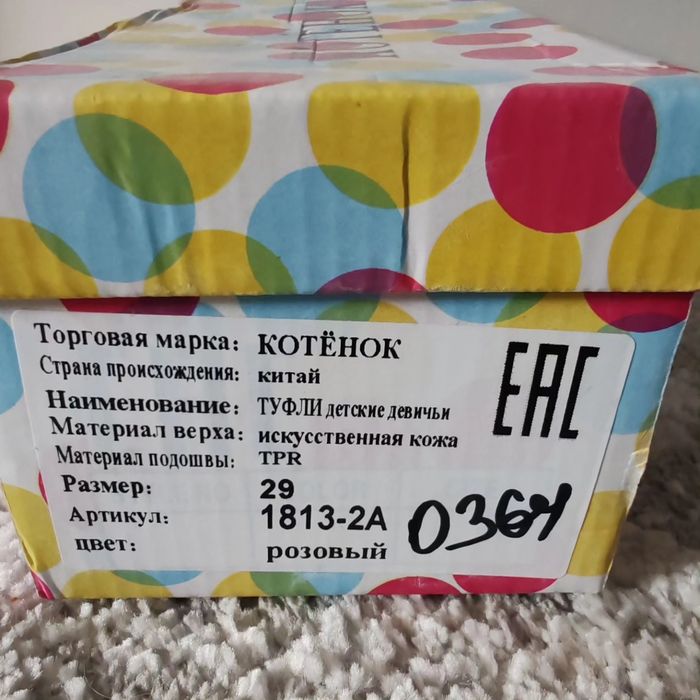 Торговая марка: КОТЁНОК
Страна происхождения: китай
Наименование: ТУФЛИ детские девичьи
Материал верха: искусственная кожа
Материал подошвы: TPR
Размер: 29
Артикул: 1813-2A
цвет: розовый
EAC